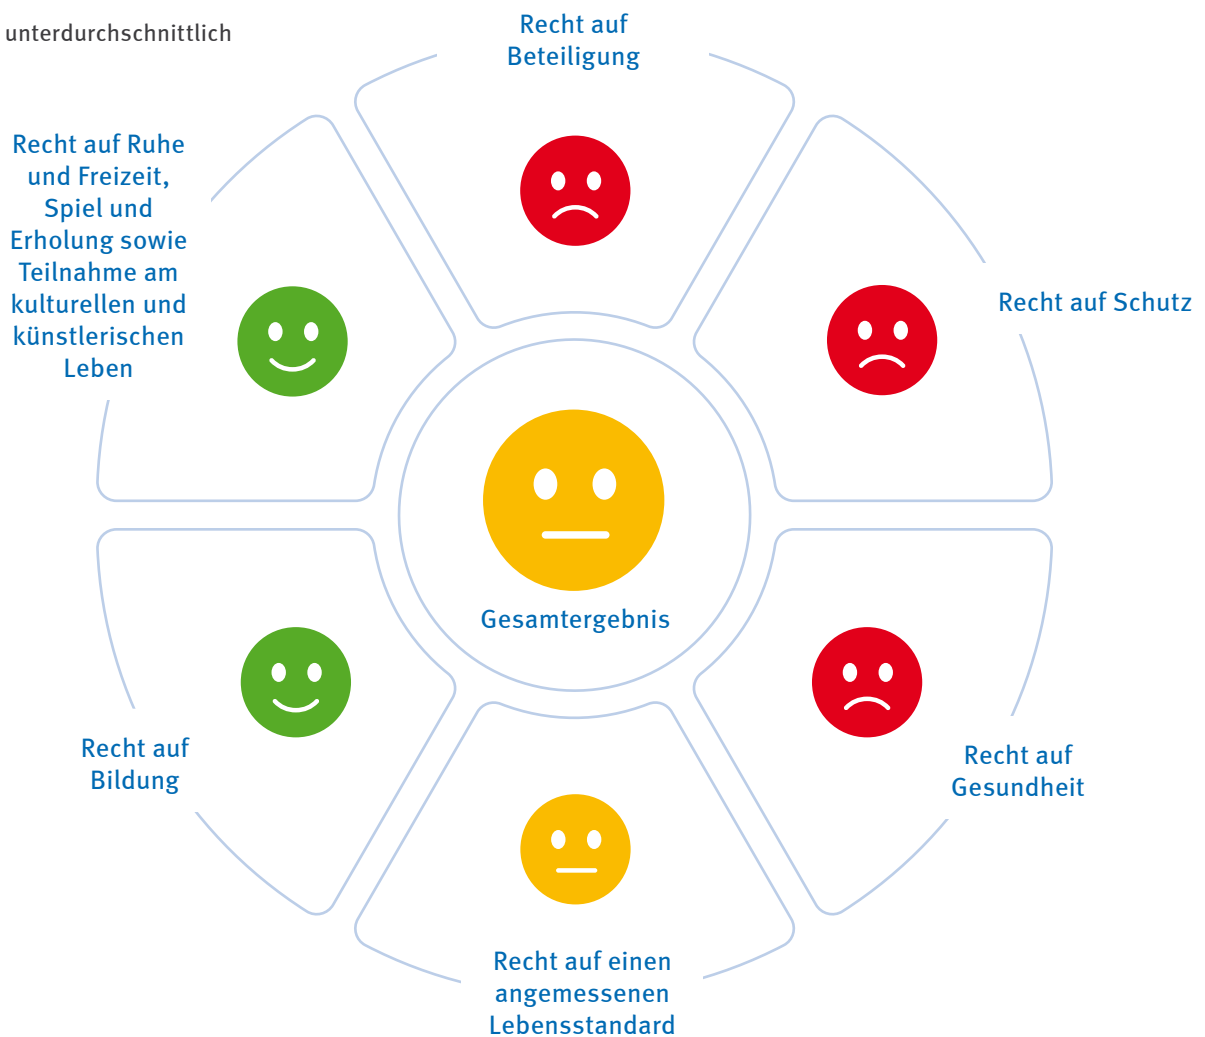 unterdurchschnittlich
Recht auf
Beteiligung
Recht auf Ruhe
und Freizeit,
Spiel und
Erholung sowie
Teilnahme am
kulturellen und
künstlerischen
Leben
Recht auf Schutz
Gesamtergebnis
Recht auf
Bildung
Recht auf
Gesundheit
Recht auf einen
angemessenen
Lebensstandard